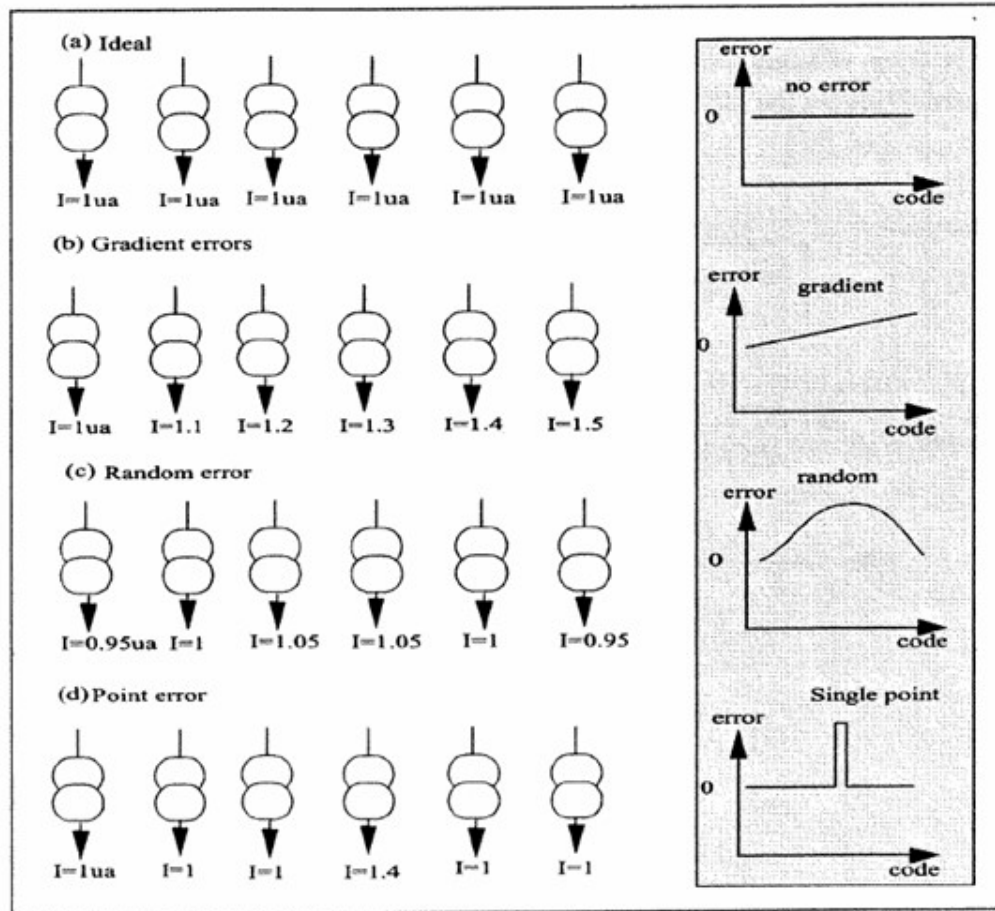 (a) Ideal
I=1ua I=1ua I=1ua I=1ua I=1ua I=1ua
error
no error
0
code
(b) Gradient errors
I=1ua I=1.1 I=1.2 I=1.3 I=1.4 I=1.5
error
gradient
0
code
(c) Random error
I=0.95ua I=1 I=1.05 I=1.05 I=1 I=0.95
random
error
0
code
(d) Point error
I=1ua I=1 I=1 I=1.4 I=1 I=1
Single point
error
0
code